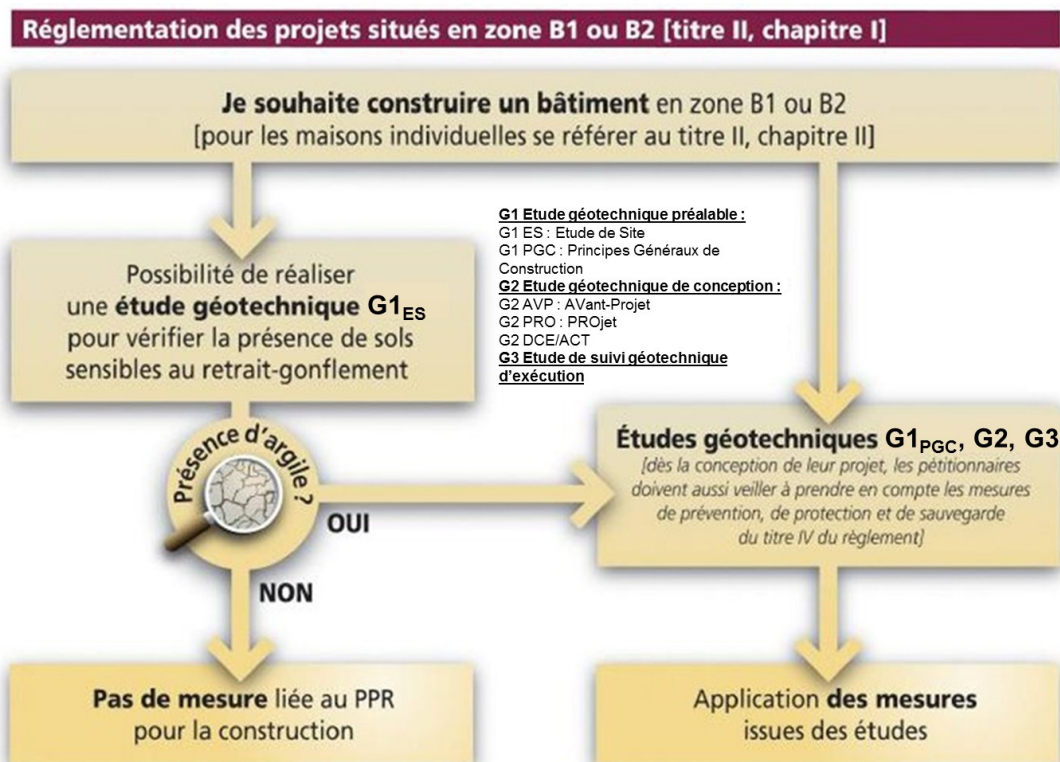 Réglementation des projets situés en zone B1 ou B2 [titre II, chapitre I]
Je souhaite construire un bâtiment en zone B1 ou B2
[pour les maisons individuelles se référer au titre II, chapitre II]
Possibilité de réaliser
une étude géotechnique G1ES
pour vérifier la présence de sols
sensibles au retrait-gonflement
G1 Etude géotechnique préalable :
G1 ES : Etude de Site
G1 PGC : Principes Généraux de
Construction
G2 Etude géotechnique de conception :
G2 AVP : AVant-Projet
G2 PRO : PROjet
G2 DCE/ACT
G3 Etude de suivi géotechnique
d'exécution
Présence d'argile ?
OUI
NON
Études géotechniques G1PGC, G2, G3
[dès la conception de leur projet, les pétitionnaires
doivent aussi veiller à prendre en compte les mesures
de prévention, de protection et de sauvegarde
du titre IV du règlement]
Pas de mesure liée au PPR
pour la construction
Application des mesures
issues des études